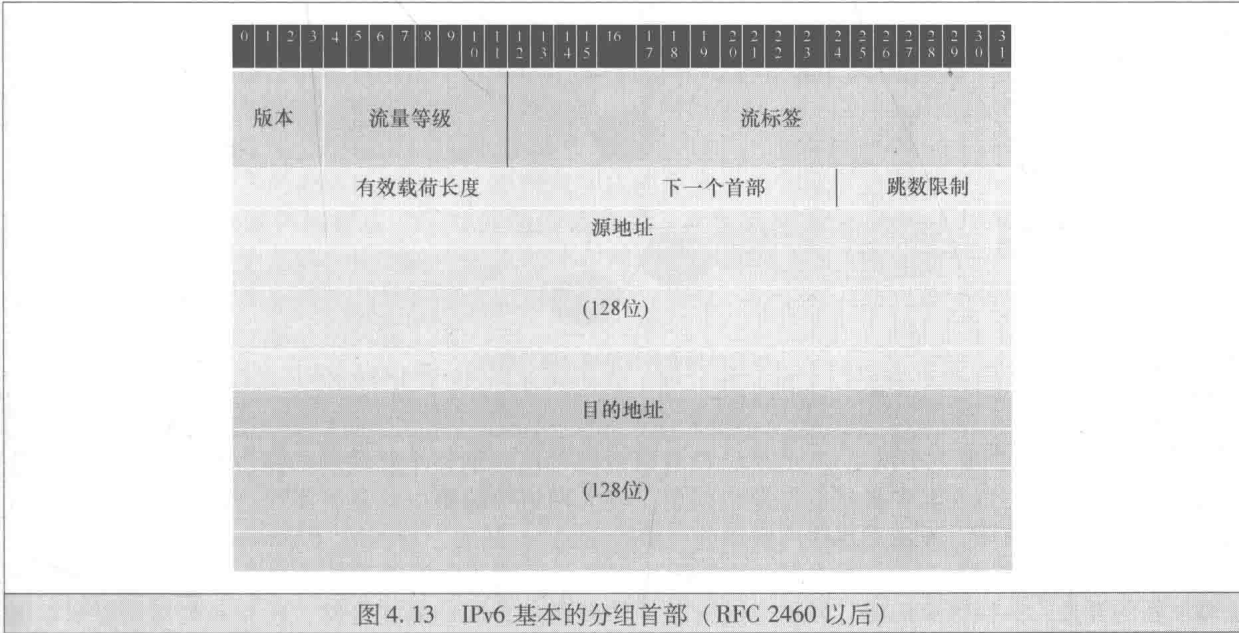 0 1 2 3 4 5 6 7 8 9 10 11 12 13 14 15 16 17 18 19 20 21 22 23 24 25 26 27 28 29 30 31
版本 流量等级 流标签
有效载荷长度 下一个首部 跳数限制
源地址
(128位)
目的地址
(128位)
图 4.13 IPv6 基本的分组首部（RFC 2460 以后）